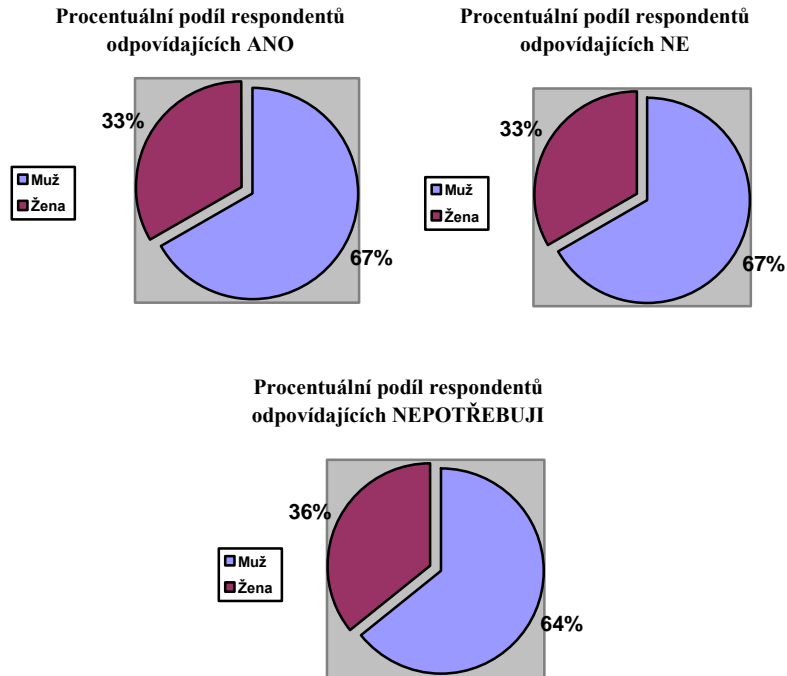 Procentuální podíl respondentů
odpovídajících ANO
33%
Muž
Žena
67%
Procentuální podíl respondentů
odpovídajících NE
33%
Muž
Žena
67%
Procentuální podíl respondentů
odpovídajících NEPOTŘEBUJI
36%
Muž
Žena
64%